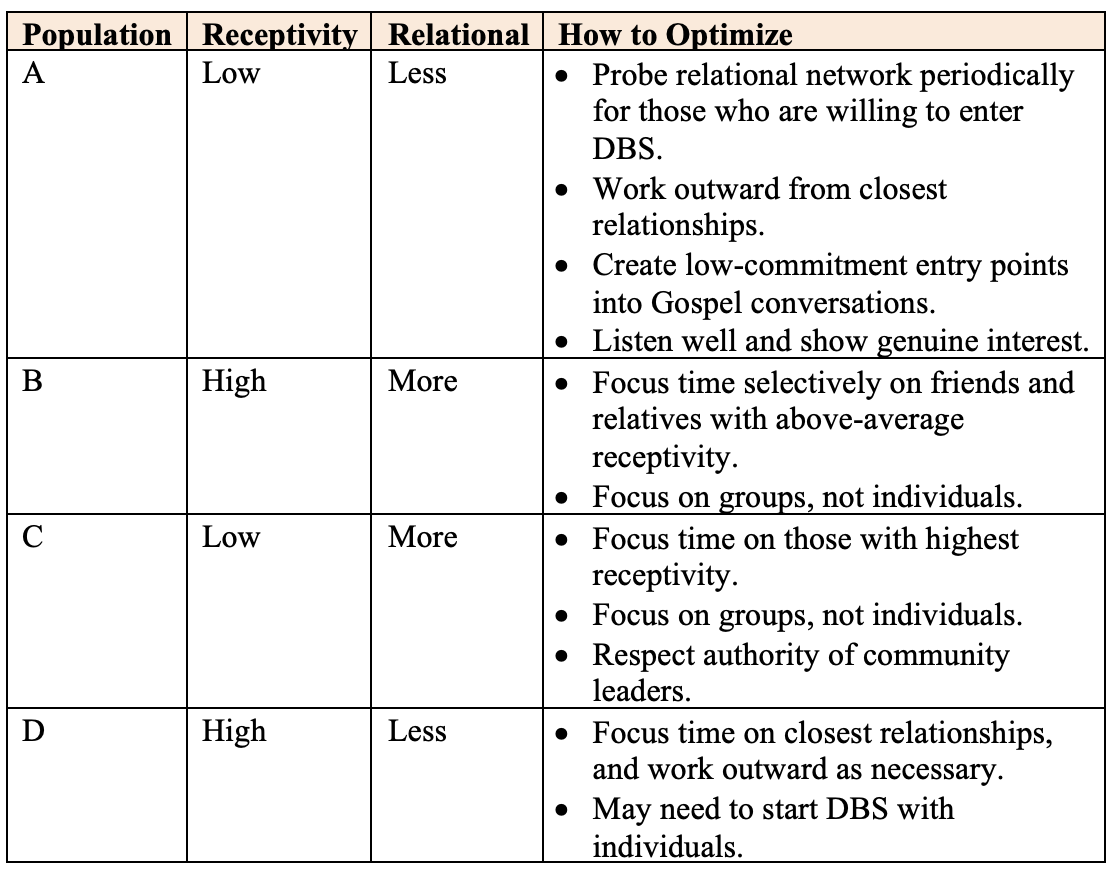 Population Receptivity Relational How to Optimize
A Low Less • Probe relational network periodically
for those who are willing to enter
DBS.
• Work outward from closest
relationships.
• Create low-commitment entry points
into Gospel conversations.
• Listen well and show genuine interest.
B High More • Focus time selectively on friends and
relatives with above-average
receptivity.
• Focus on groups, not individuals.
C Low More • Focus time on those with highest
receptivity.
• Focus on groups, not individuals.
• Respect authority of community
leaders.
D High Less • Focus time on closest relationships,
and work outward as necessary.
• May need to start DBS with
individuals.